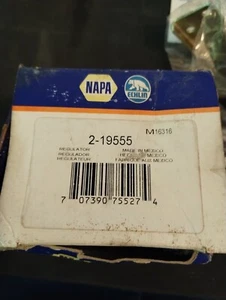 NAPA
ECHLIN
M16316
2-19555
REGULATOR MADE IN MEXICO
REGULADOR HECHO EN MEXICO
REGULATEUR FABRIQUE AUX MEXICO
7 07390 75527 4